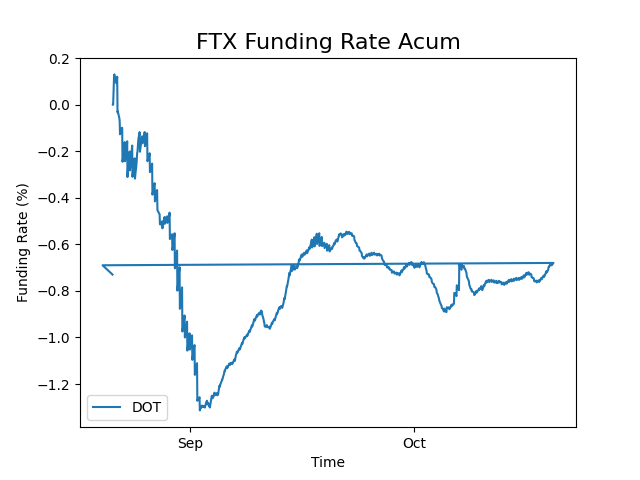 FTX Funding Rate Acum
Funding Rate (%)
0.2
0.0
−0.2
−0.4
−0.6
−0.8
−1.0
−1.2
DOT
Sep
Oct
Time